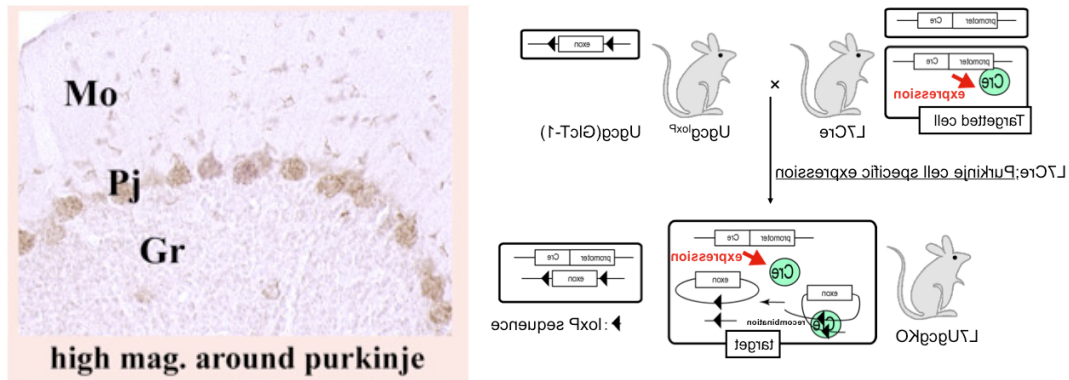 Mo
Pj
Gr
high mag. around purkinje
exon
Ugcg(GlcT-1)
Ugcg loxP
×
L7Cre
Cre promoter
Cre promoter
Cre
expression
Targetted cell
L7Cre;Purkinje cell specific expression
Cre promoter
exon
:loxP sequence
Cre promoter
expression
Cre
exon
exon
recombination
Cre
target
L7UgcgKO